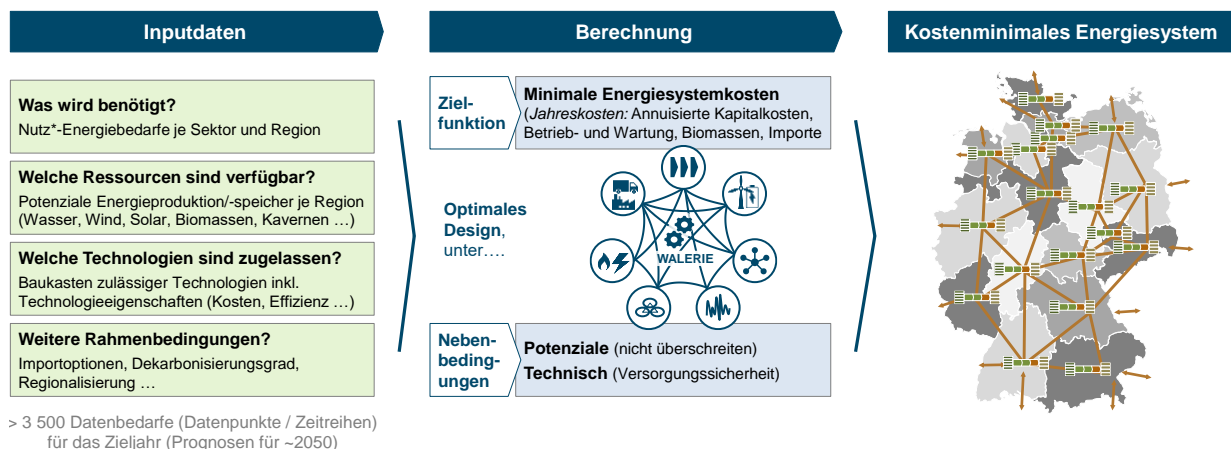 Inputdaten
Was wird benötigt?
Nutz*-Energiebedarfe je Sektor und Region
Welche Ressourcen sind verfügbar?
Potenziale Energieproduktion/-speicher je Region
(Wasser, Wind, Solar, Biomassen, Kavernen …)
Welche Technologien sind zugelassen?
Baukasten zulässiger Technologien inkl.
Technologieeigenschaften (Kosten, Effizienz …)
Weitere Rahmenbedingungen?
Importoptionen, Dekarbonisierungsgrad,
Regionalisierung …
> 3 500 Datenbedarfe (Datenpunkte / Zeitreihen)
für das Zieljahr (Prognosen für ~2050)
Berechnung
Ziel-
funktion
Minimale Energiesystemkosten
(Jahreskosten: Annuisierte Kapitalkosten,
Betrieb- und Wartung, Biomassen, Importe
Optimales
Design,
unter….
WALERIE
Neben-
beding-
ungen
Potenziale (nicht überschreiten)
Technisch (Versorgungssicherheit)
Kostenminimales Energiesystem